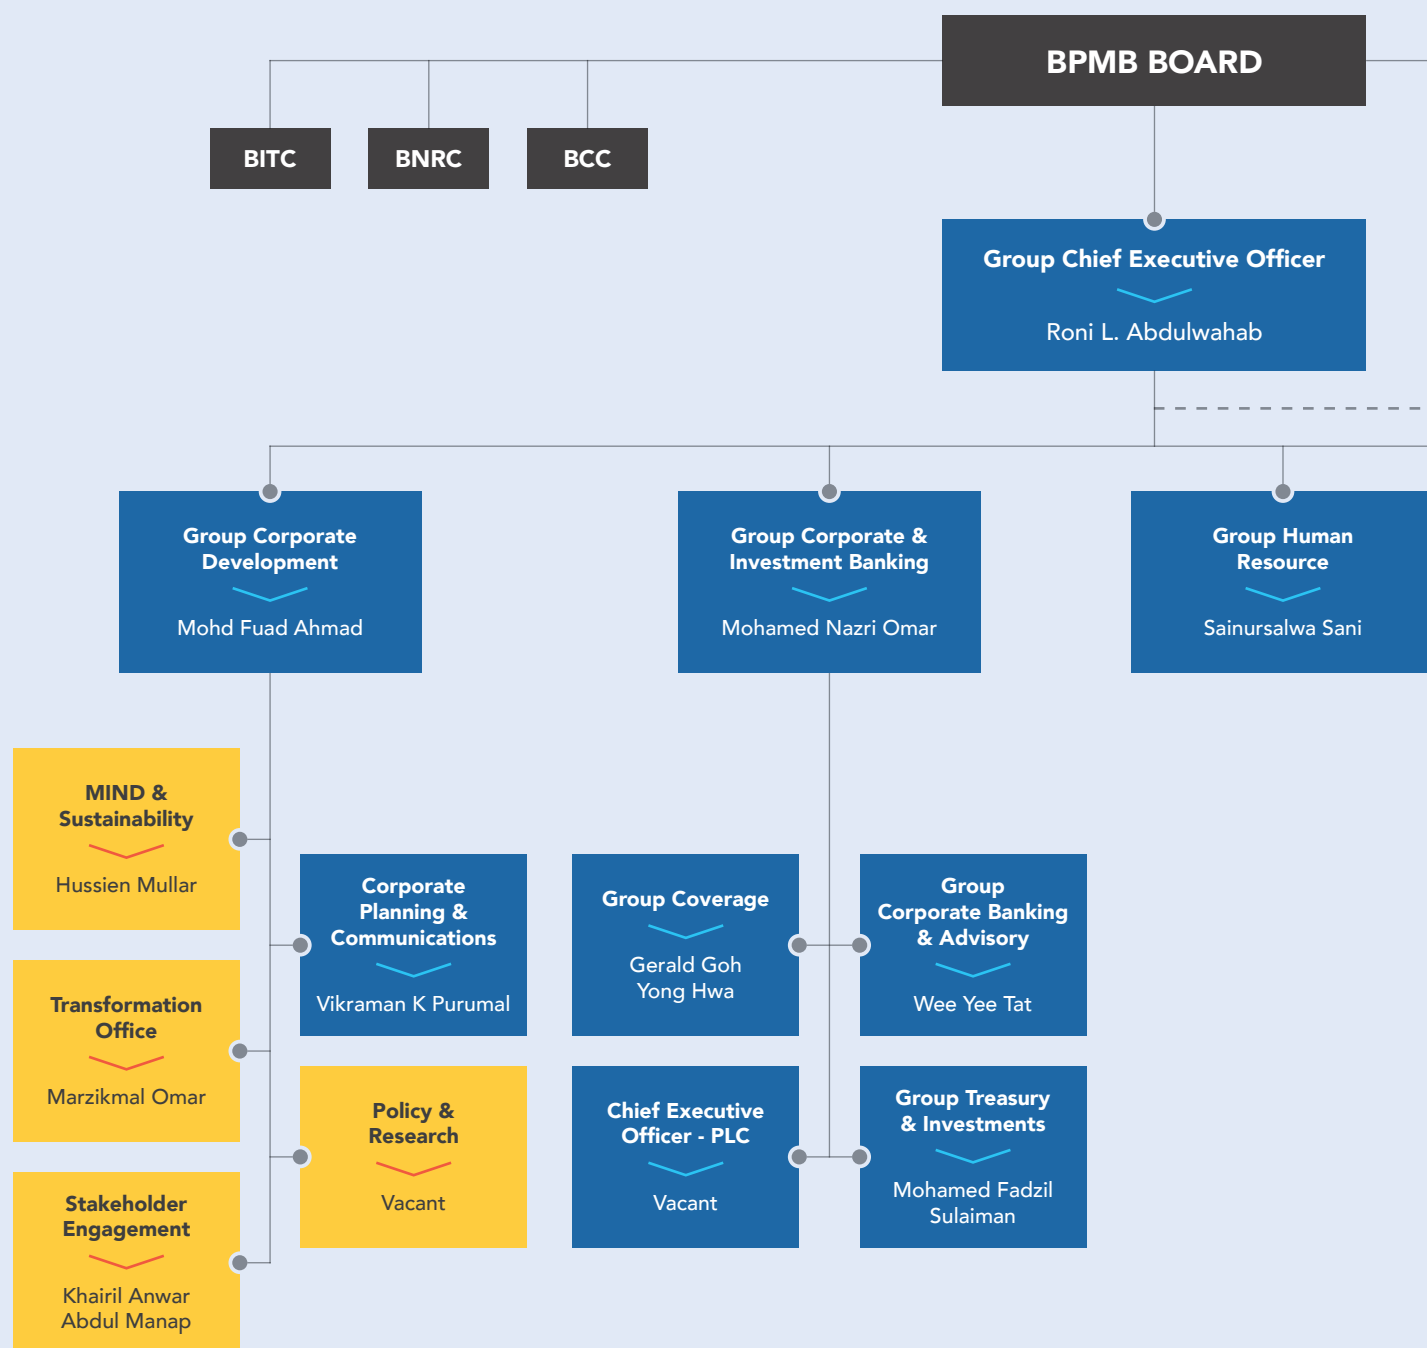 BPMB BOARD
BITC
BNRC
BCC
Group Chief Executive Officer
Roni L. Abdulwahab
Group Corporate
Development
Mohd Fuad Ahmad
Group Corporate &
Investment Banking
Mohamed Nazri Omar
Group Human
Resource
Sainursalwa Sani
MIND &
Sustainability
Hussien Mullar
Corporate
Planning &
Communications
Vikraman K Purumal
Group Coverage
Gerald Goh
Yong Hwa
Group
Corporate Banking
& Advisory
Wee Yee Tat
Transformation
Office
Marzikmal Omar
Policy &
Research
Vacant
Chief Executive
Officer - PLC
Vacant
Group Treasury
& Investments
Mohamed Fadzil
Sulaiman
Stakeholder
Engagement
Khairil Anwar
Abdul Manap